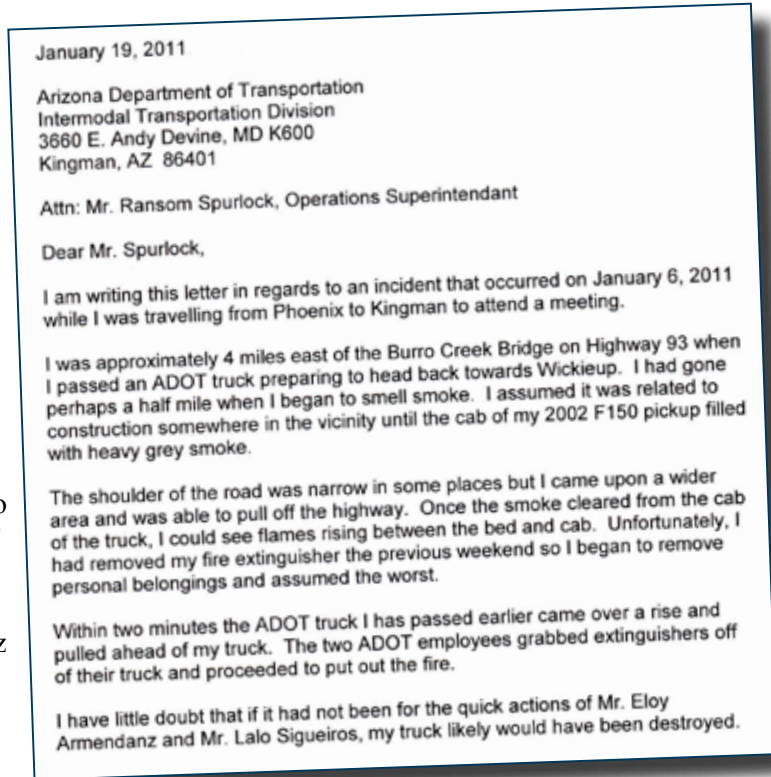 January 19, 2011
Arizona Department of Transportation
Intermodal Transportation Division
3660 E. Andy Devine, MD K600
Kingman, AZ 86401
Attn: Mr. Ransom Spurlock, Operations Superintendant
Dear Mr. Spurlock,
I am writing this letter in regards to an incident that occurred on January 6, 2011
while I was travelling from Phoenix to Kingman to attend a meeting.
I was approximately 4 miles east of the Burro Creek Bridge on Highway 93 when
I passed an ADOT truck preparing to head back towards Wickieup. I had gone
perhaps a half mile when I began to smell smoke. I assumed it was related to
construction somewhere in the vicinity until the cab of my 2002 F150 pickup filled
with heavy grey smoke.
The shoulder of the road was narrow in some places but I came upon a wider
area and was able to pull off the highway. Once the smoke cleared from the cab
of the truck, I could see flames rising between the bed and cab. Unfortunately, I
had removed my fire extinguisher the previous weekend so I began to remove
personal belongings and assumed the worst.
Within two minutes the ADOT truck I has passed earlier came over a rise and
pulled ahead of my truck. The two ADOT employees grabbed extinguishers off
of their truck and proceeded to put out the fire.
I have little doubt that if it had not been for the quick actions of Mr. Eloy
Armendanz and Mr. Lalo Sigueiros, my truck likely would have been destroyed.